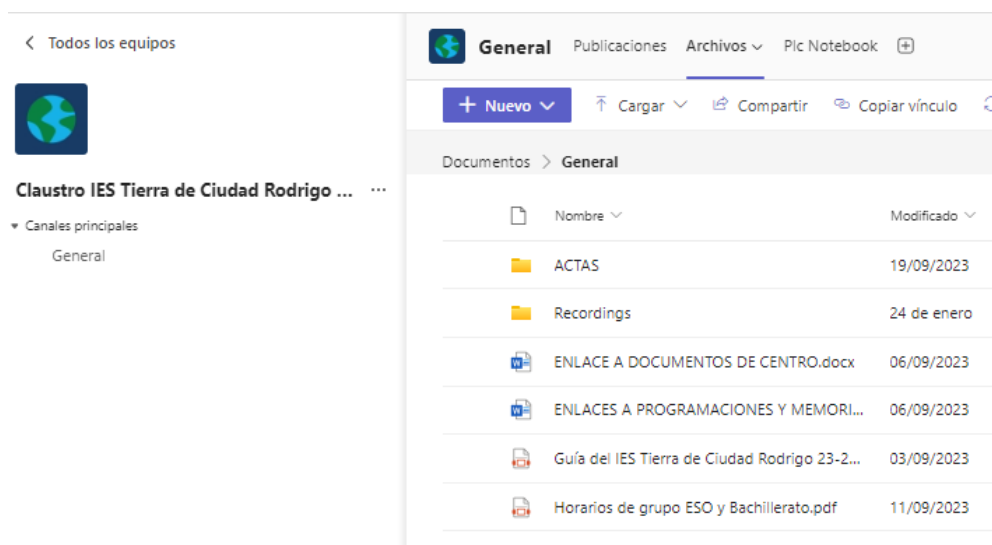 Todos los equipos
Claustro IES Tierra de Ciudad Rodrigo ...
Canales principales
General
General Publicaciones Archivos Plc Notebook
Nuevo Cargar Compartir Copiar vínculo
Documentos > General
Nombre Modificado
ACTAS 19/09/2023
Recordings 24 de enero
ENLACE A DOCUMENTOS DE CENTRO.docx 06/09/2023
ENLACES A PROGRAMACIONES Y MEMORI... 06/09/2023
Guía del IES Tierra de Ciudad Rodrigo 23-2... 03/09/2023
Horarios de grupo ESO y Bachillerato.pdf 11/09/2023